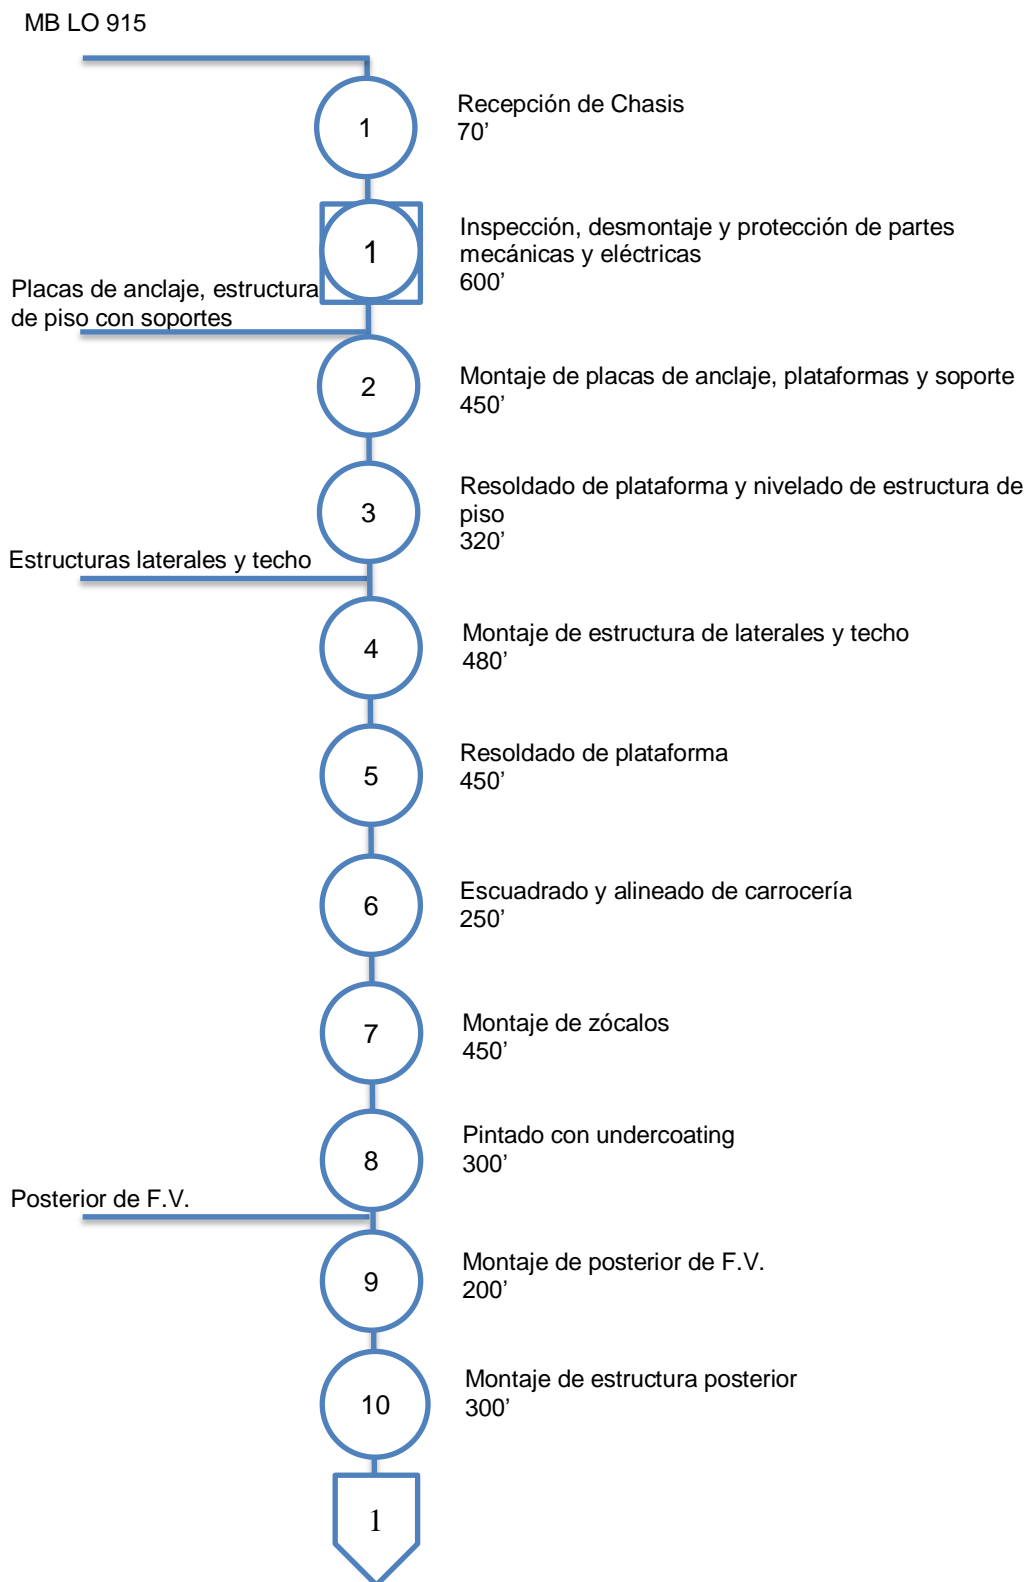 MB LO 915
1
Recepción de Chasis
70’
1
Inspección, desmontaje y protección de partes
mecánicas y eléctricas
600’
Placas de anclaje, estructura
de piso con soportes
2
Montaje de placas de anclaje, plataformas y soporte
450’
3
Resoldado de plataforma y nivelado de estructura de
piso
320’
Estructuras laterales y techo
4
Montaje de estructura de laterales y techo
480’
5
Resoldado de plataforma
450’
6
Escuadrado y alineado de carrocería
250’
7
Montaje de zócalos
450’
8
Pintado con undercoating
300’
Posterior de F.V.
9
Montaje de posterior de F.V.
200’
10
Montaje de estructura posterior
300’
1